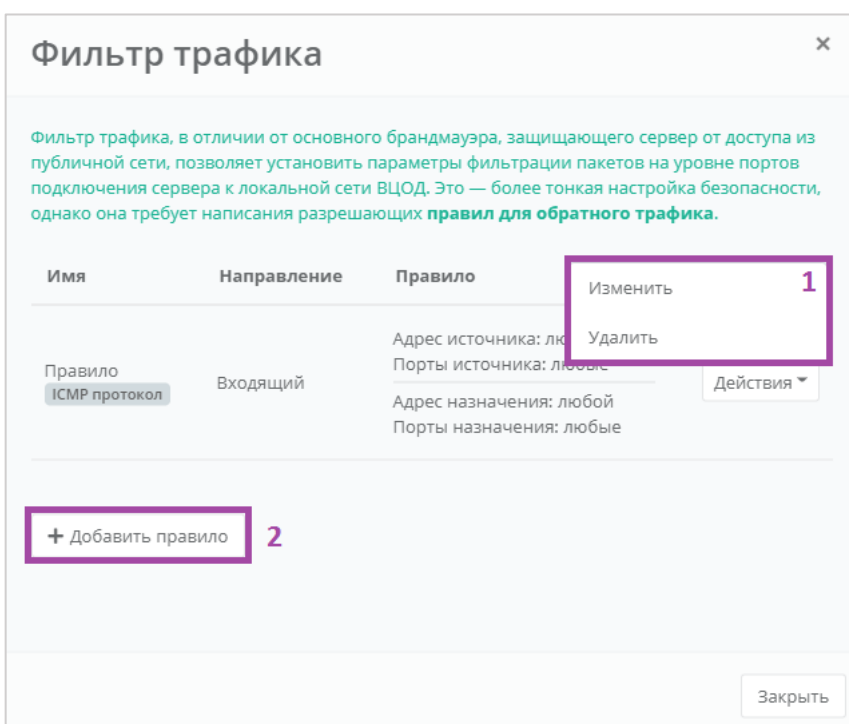 Фильтр трафика
×
Фильтр трафика, в отличии от основного брандмауэра, защищающего сервер от доступа из
публичной сети, позволяет установить параметры фильтрации пакетов на уровне портов
подключения сервера к локальной сети ВЦОД. Это — более тонкая настройка безопасности,
однако она требует написания разрешающих правил для обратного трафика.
Имя Направление Правило
Изменить 1
Удалить
Адрес источника:
Порты источника: любые
Правило
ICMP протокол
Входящий
Действия
Адрес назначения: любой
Порты назначения: любые
+ Добавить правило 2
Закрыть